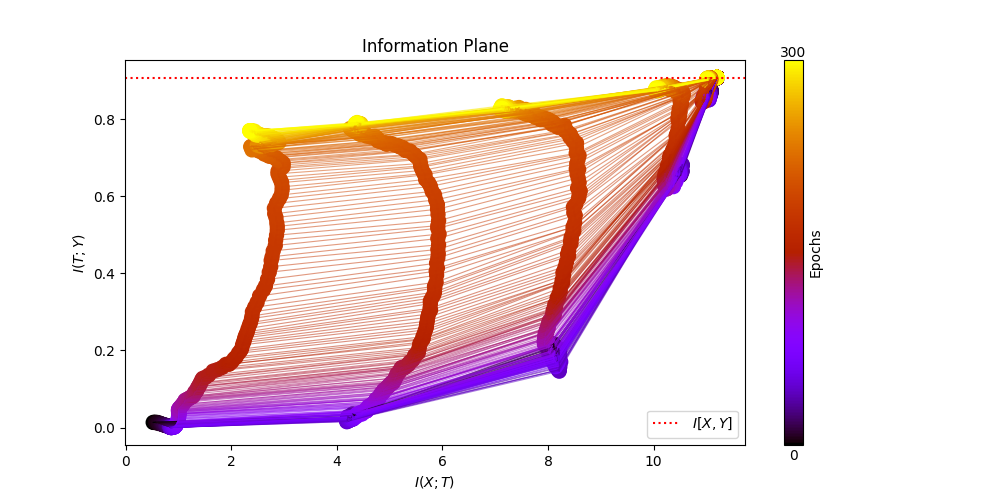 Information Plane
300
0.8
0.6
0.4
0.2
0.0
I(T; Y)
0
2
4
6
8
10
I(X; T)
I[X, Y]
Epochs
0